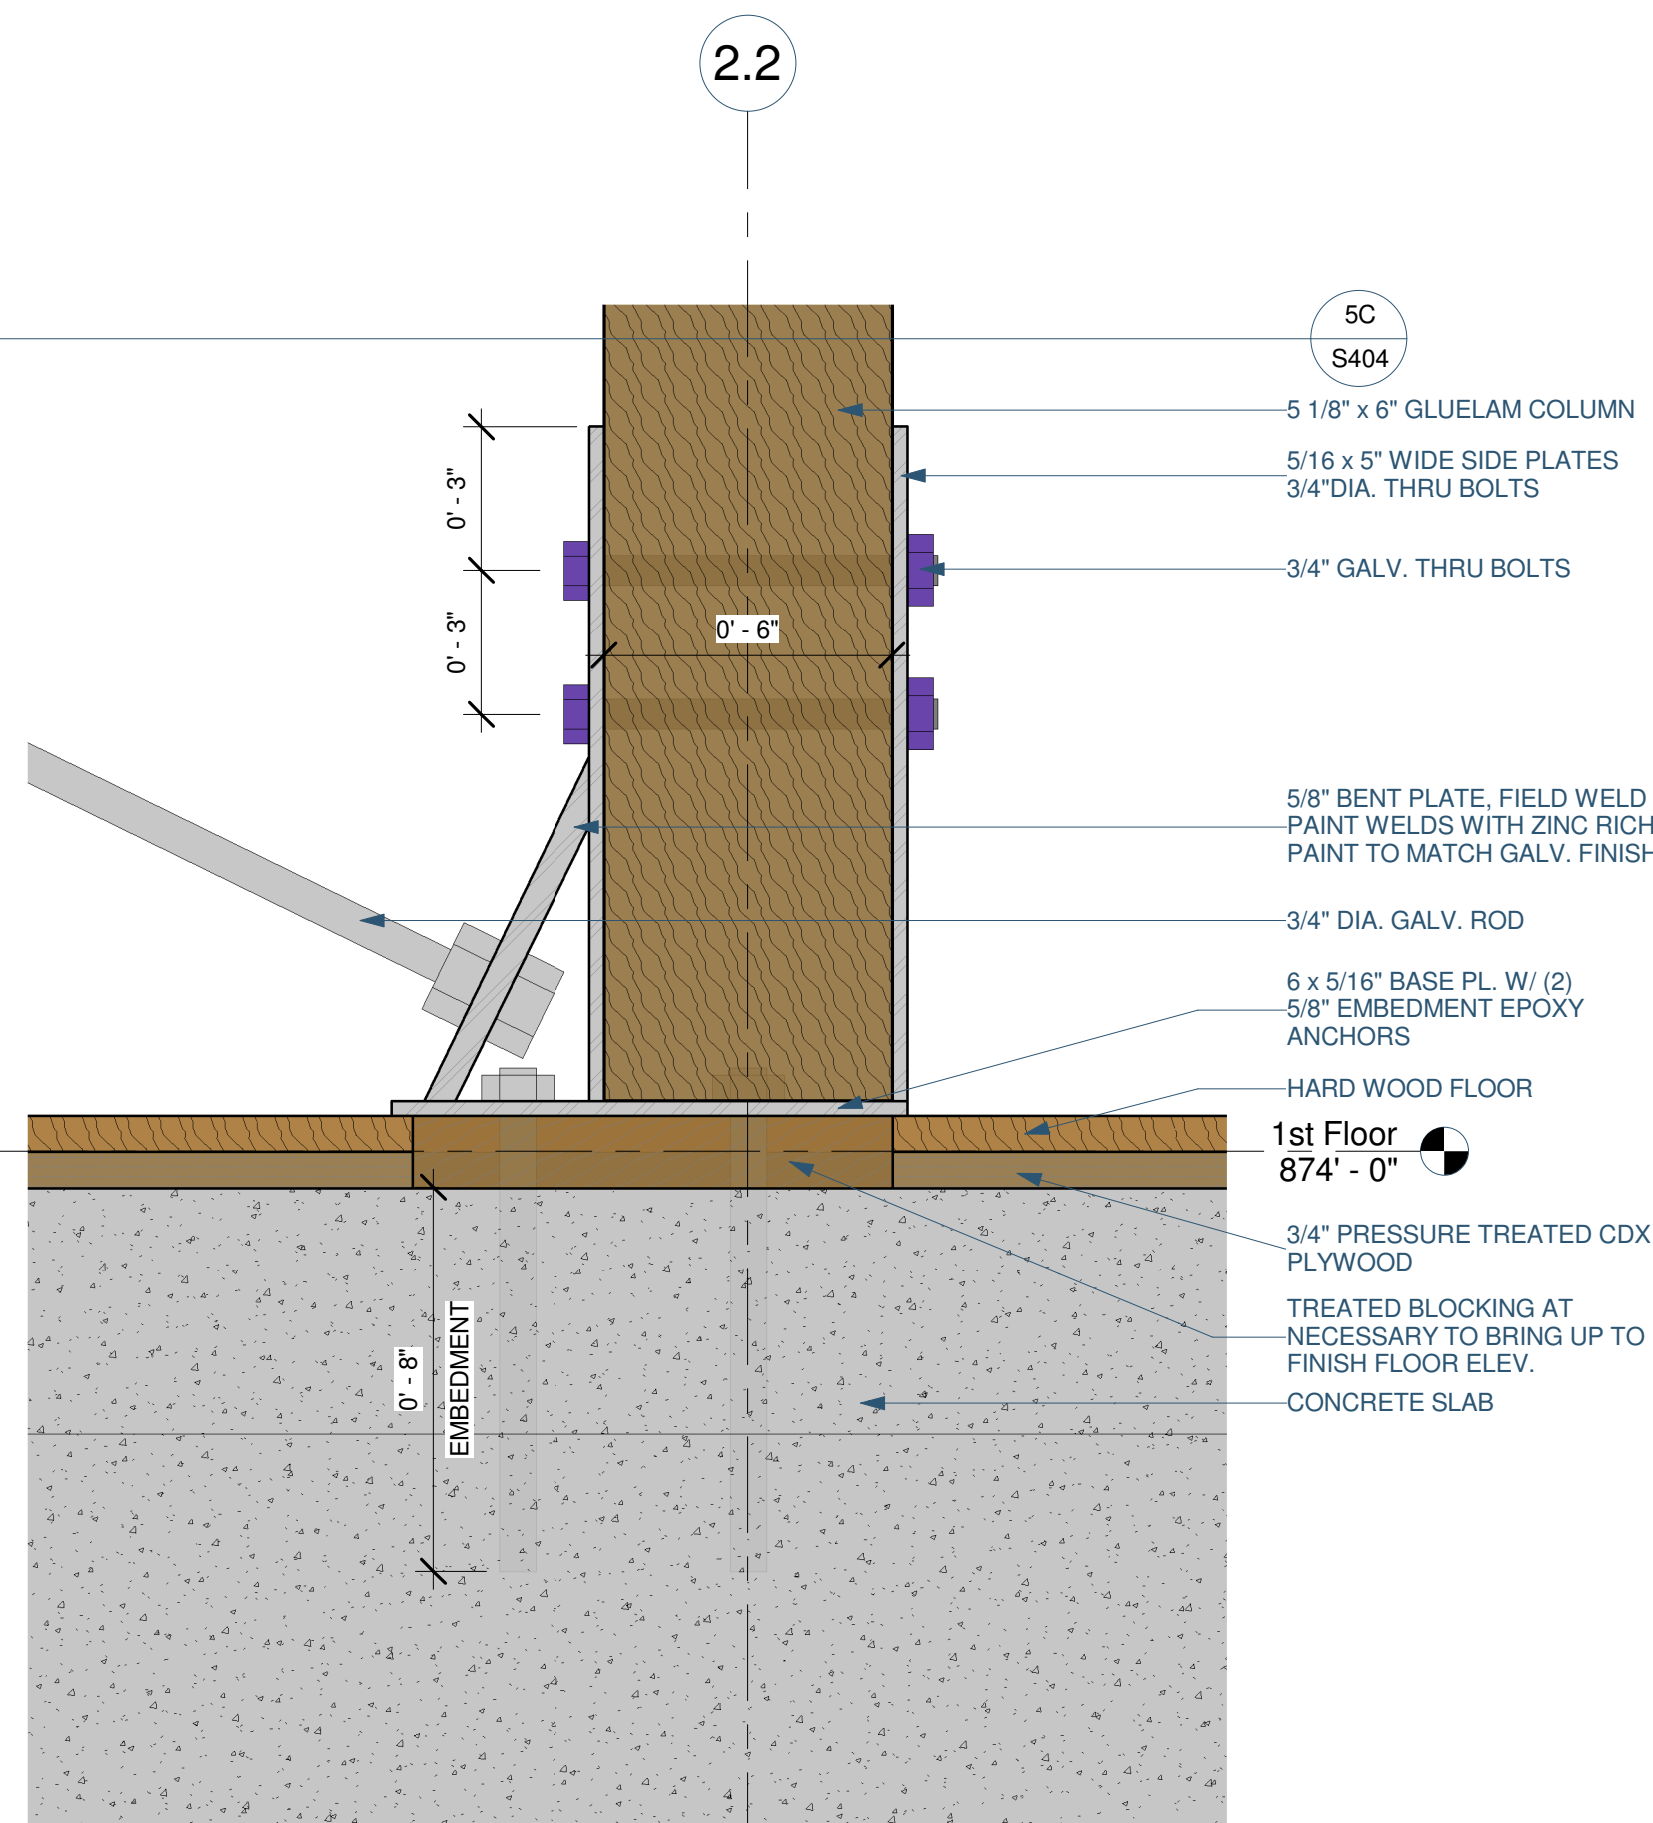 2.2
5C
S404
5 1/8" x 6" GLUELAM COLUMN
5/16 x 5" WIDE SIDE PLATES
3/4"DIA. THRU BOLTS
0' - 3"
3/4" GALV. THRU BOLTS
0' - 3"
0' - 6"
5/8" BENT PLATE, FIELD WELD
PAINT WELDS WITH ZINC RICH
PAINT TO MATCH GALV. FINISH
3/4" DIA. GALV. ROD
6 x 5/16" BASE PL. W/ (2)
5/8" EMBEDMENT EPOXY
ANCHORS
HARD WOOD FLOOR
1st Floor
874' - 0"
3/4" PRESSURE TREATED CDX
PLYWOOD
TREATED BLOCKING AT
NECESSARY TO BRING UP TO
FINISH FLOOR ELEV.
0' - 8"
EMBEDMENT
CONCRETE SLAB